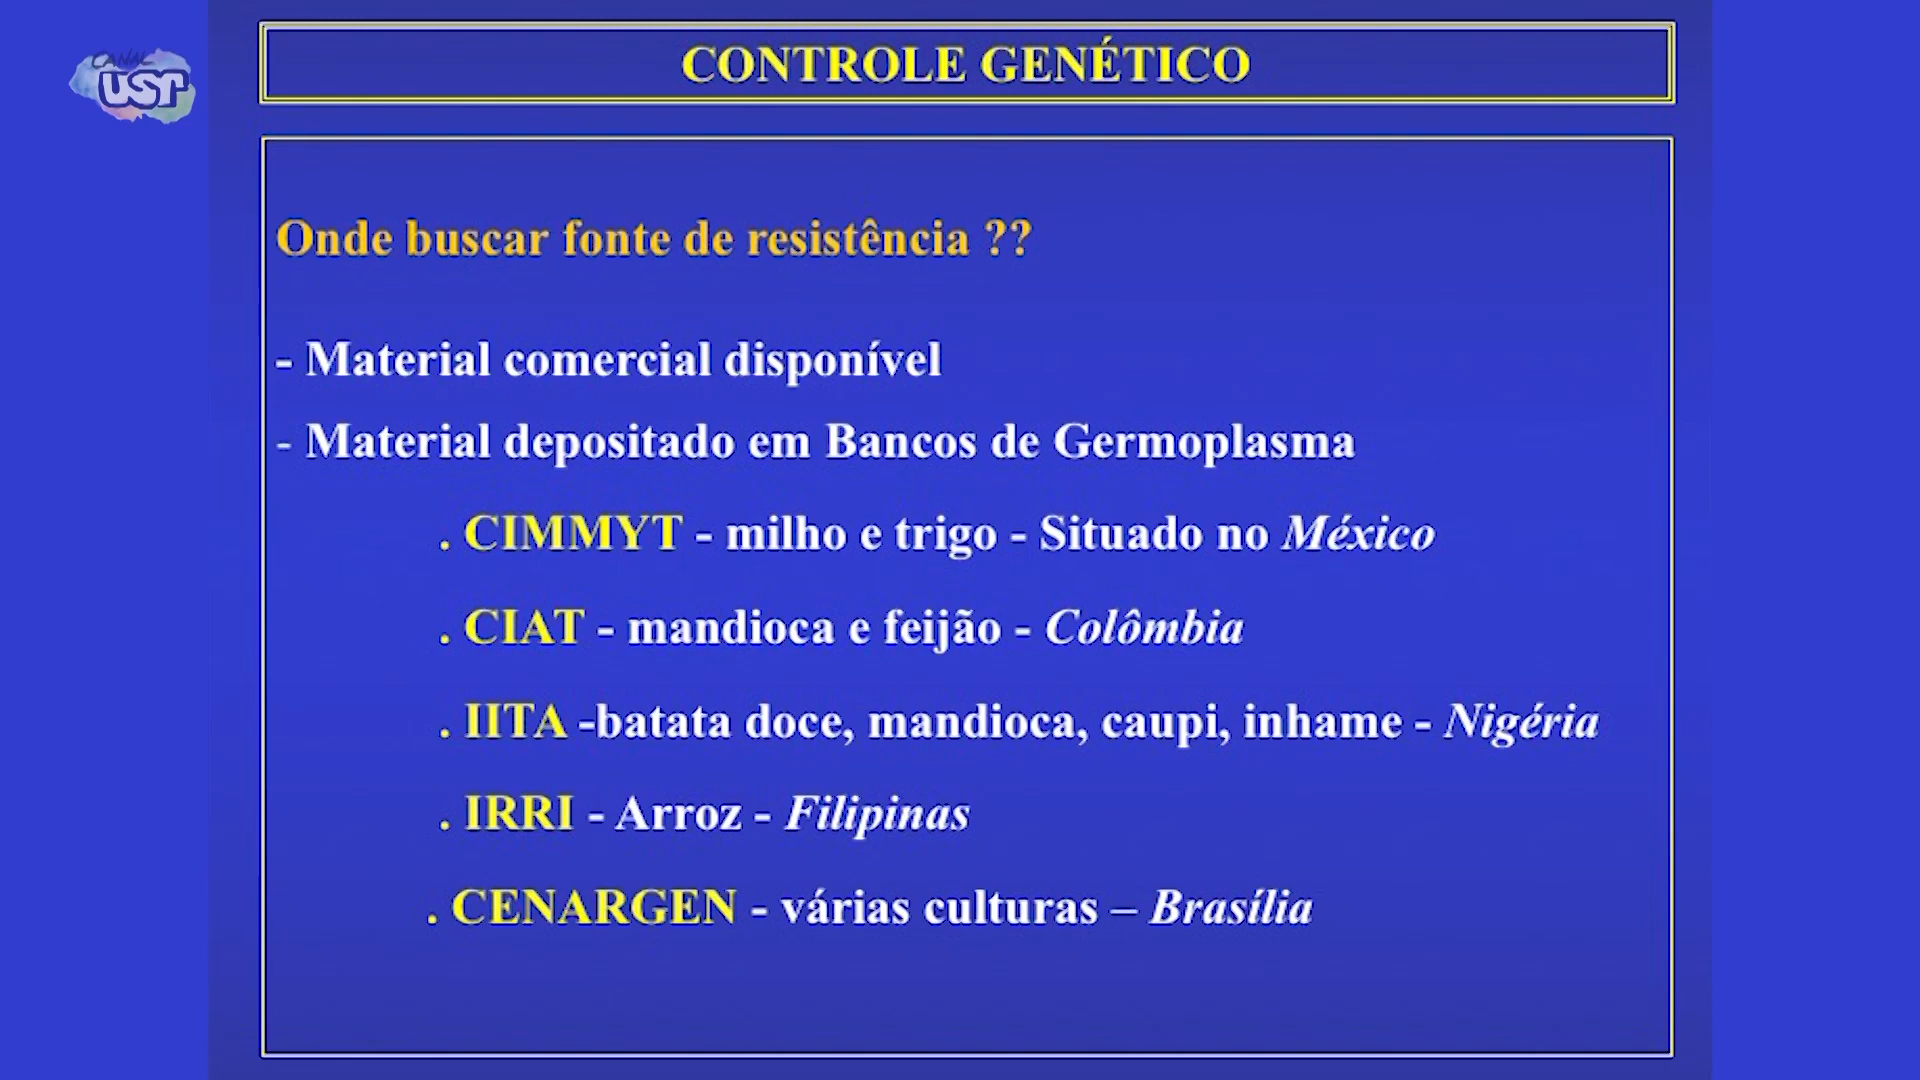 CANAL
USP
CONTROLE GENÉTICO
Onde buscar fonte de resistência ??
- Material comercial disponível
- Material depositado em Bancos de Germoplasma
. CIMMYT - milho e trigo - Situado no México
. CIAT - mandioca e feijão - Colômbia
. IITA -batata doce, mandioca, caupi, inhame - Nigéria
. IRRI - Arroz - Filipinas
. CENARGEN - várias culturas – Brasília